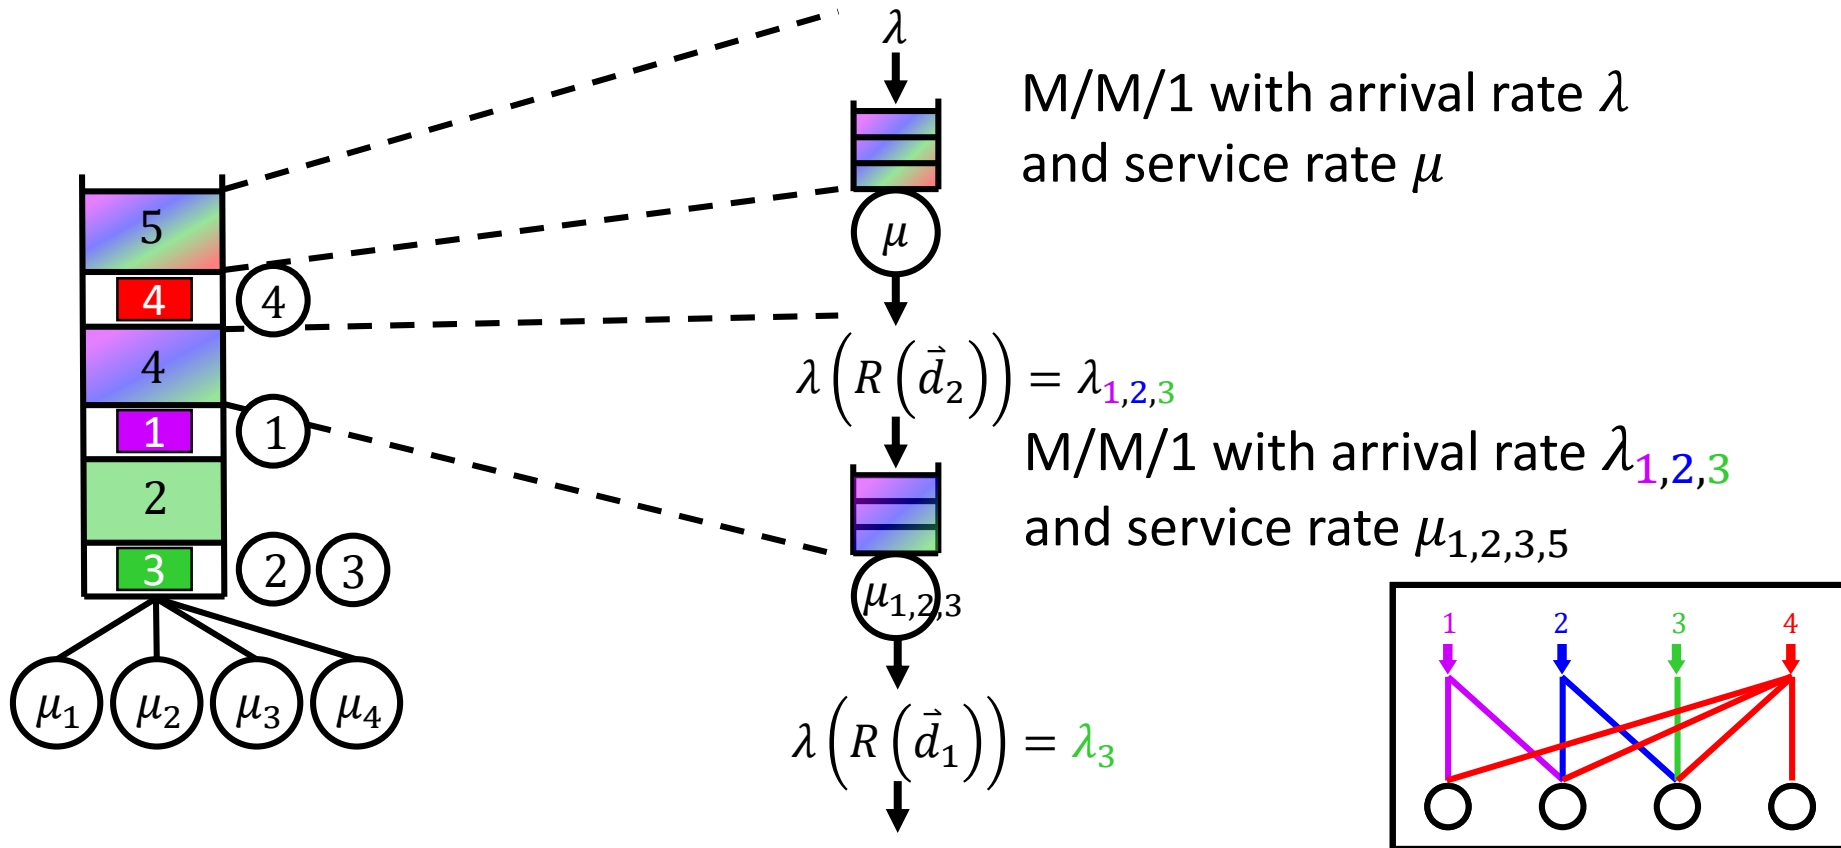 λ
M/M/1 with arrival rate λ
and service rate μ
5
μ
4
4
4
λ(R(d⃗₂)) = λ₁,₂,₃
1
1
M/M/1 with arrival rate λ₁,₂,₃
and service rate μ₁,₂,₃,₅
2
3
2
3
μ₁,₂,₃
1
2
3
4
μ₁
μ₂
μ₃
μ₄
λ(R(d⃗₁)) = λ₃